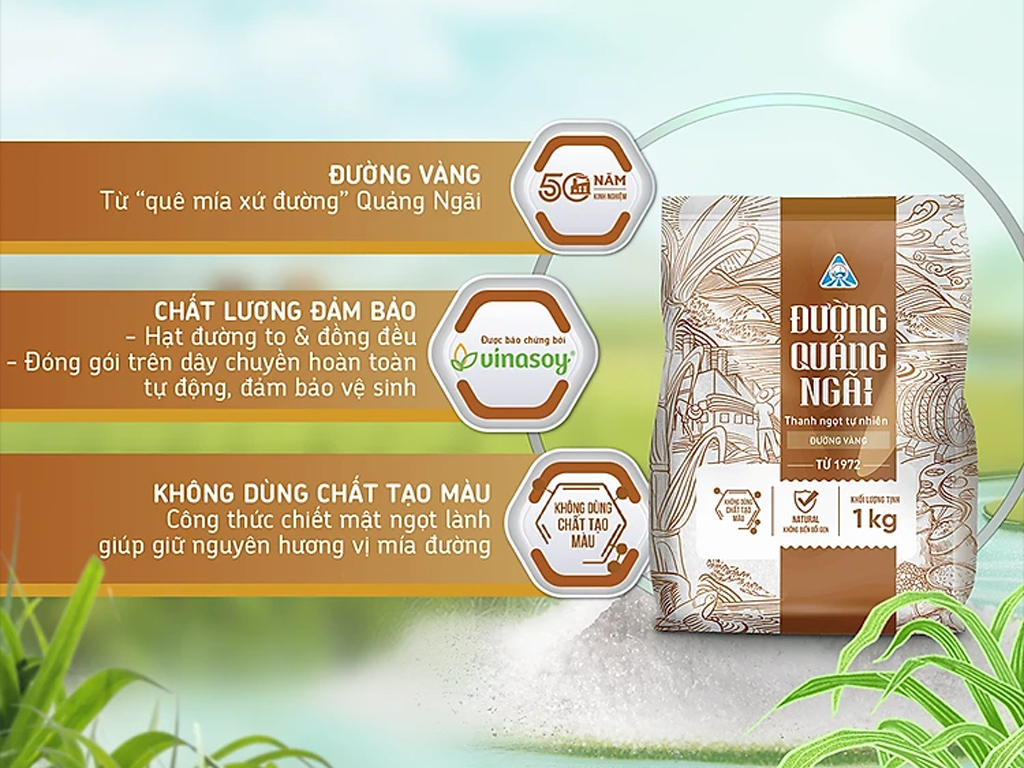 ĐƯỜNG VÀNG
Từ “quê mía xứ đường” Quảng Ngãi
50 NĂM
KINH NGHIỆM
CHẤT LƯỢNG ĐẢM BẢO
– Hạt đường to & đồng đều
– Đóng gói trên dây chuyền hoàn toàn
tự động, đảm bảo vệ sinh
Được bảo chứng bởi
vinasoy®
KHÔNG DÙNG CHẤT TẠO MÀU
Công thức chiết mật ngọt lành
giúp giữ nguyên hương vị mía đường
KHÔNG DÙNG
CHẤT TẠO
MÀU
ĐƯỜNG
QUẢNG
NGÃI
Thanh ngọt tự nhiên
ĐƯỜNG VÀNG
TỪ 1972
KHÔNG DÙNG
CHẤT TẠO
MÀU
NATURAL
KHÔNG BIẾN ĐỔI GEN
KHỐI LƯỢNG TỊNH
1 kg